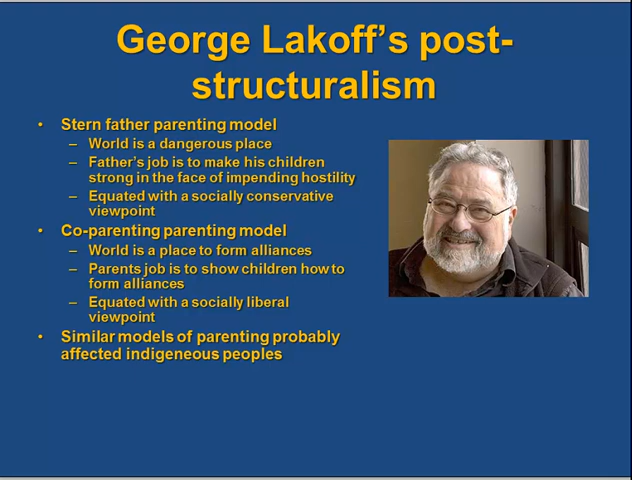 George Lakoff’s post-
structuralism
• Stern father parenting model
– World is a dangerous place
– Father’s job is to make his children
strong in the face of impending hostility
– Equated with a socially conservative
viewpoint
• Co-parenting parenting model
– World is a place to form alliances
– Parents job is to show children how to
form alliances
– Equated with a socially liberal
viewpoint
• Similar models of parenting probably
affected indigeneous peoples